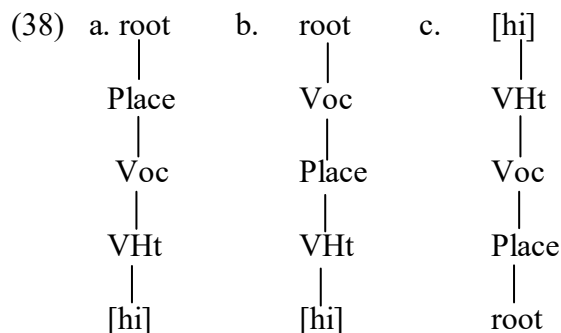 (38) a. root b. root c. [hi]
Place Voc VHt
Voc Place Voc
VHt VHt Place
[hi] [hi] root